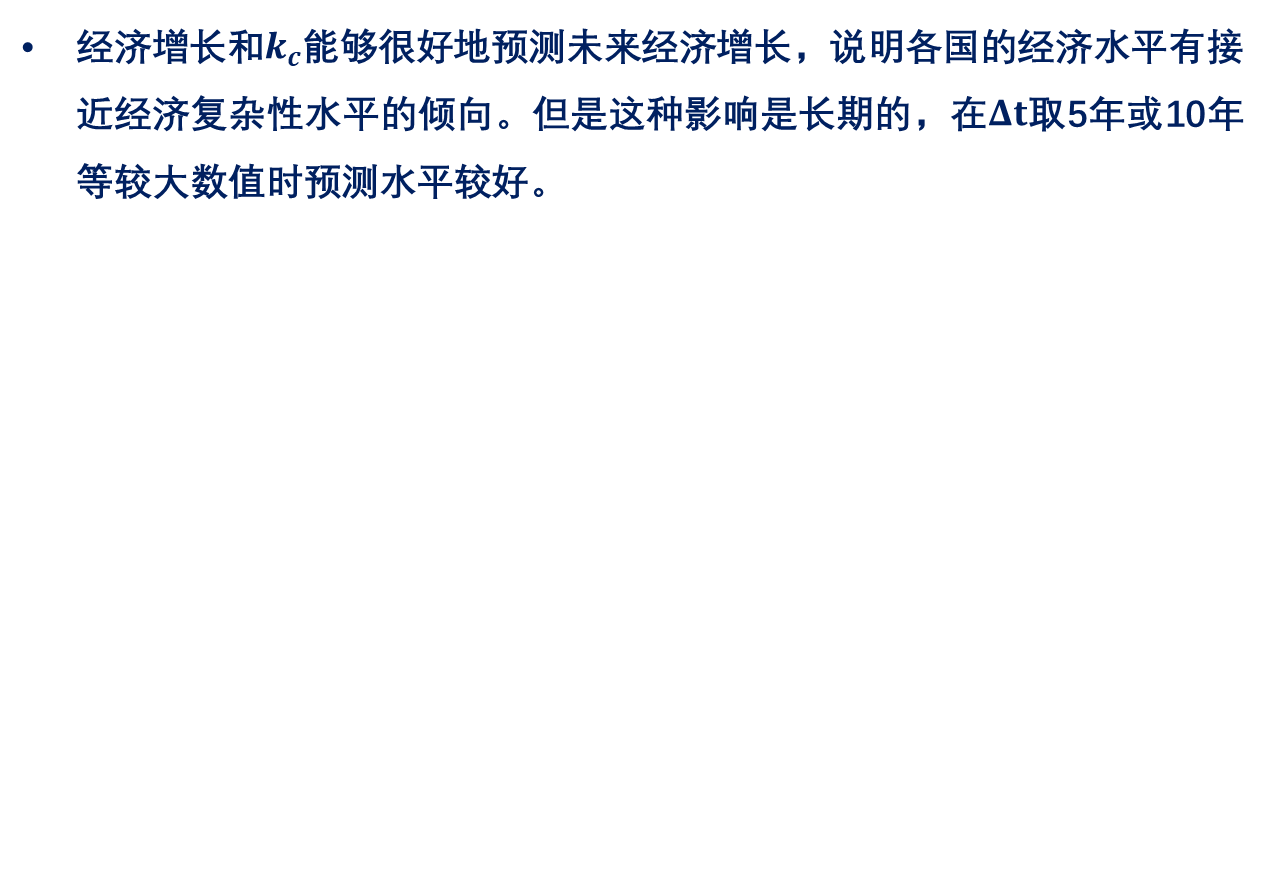 • 经济增长和k_c能够很好地预测未来经济增长，说明各国的经济水平有接
近经济复杂性水平的倾向。但是这种影响是长期的，在Δt取5年或10年
等较大数值时预测水平较好。